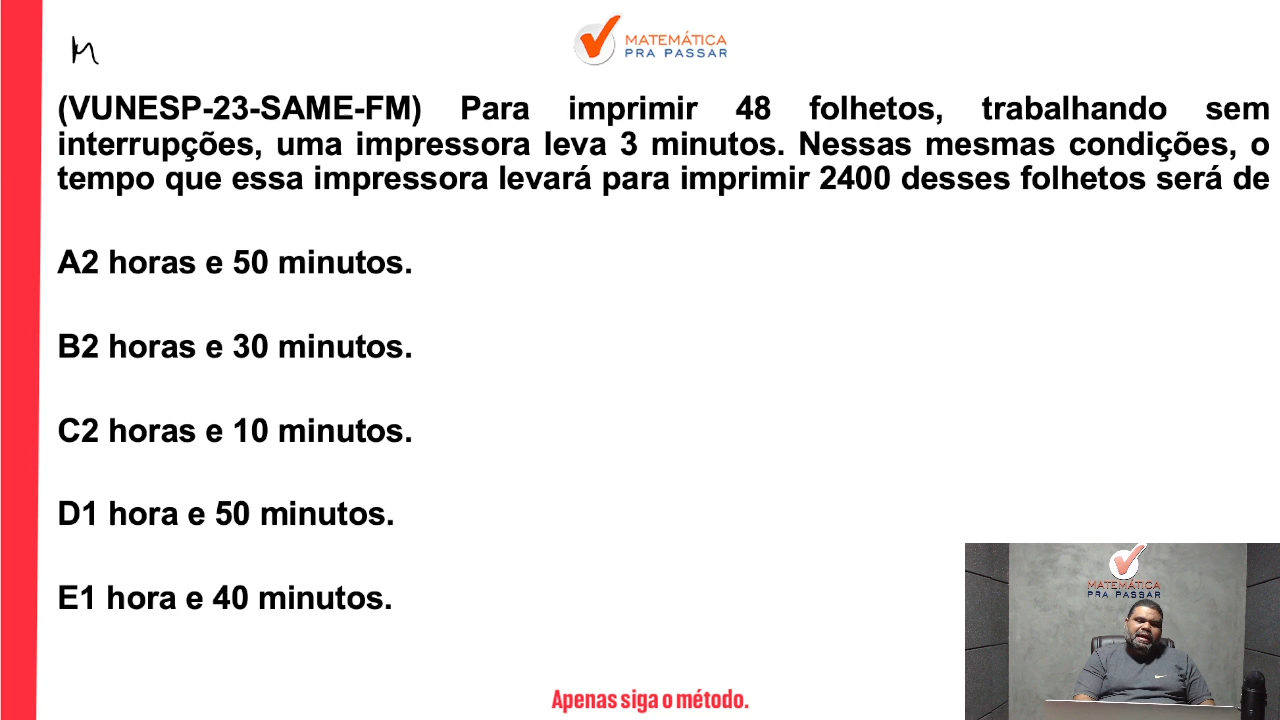 MATEMÁTICA
PRA PASSAR
(VUNESP-23-SAME-FM) Para imprimir 48 folhetos, trabalhando sem
interrupções, uma impressora leva 3 minutos. Nessas mesmas condições, o
tempo que essa impressora levará para imprimir 2400 desses folhetos será de
A2 horas e 50 minutos.
B2 horas e 30 minutos.
C2 horas e 10 minutos.
D1 hora e 50 minutos.
E1 hora e 40 minutos.
MATEMÁTICA
PRA PASSAR
Apenas siga o método.